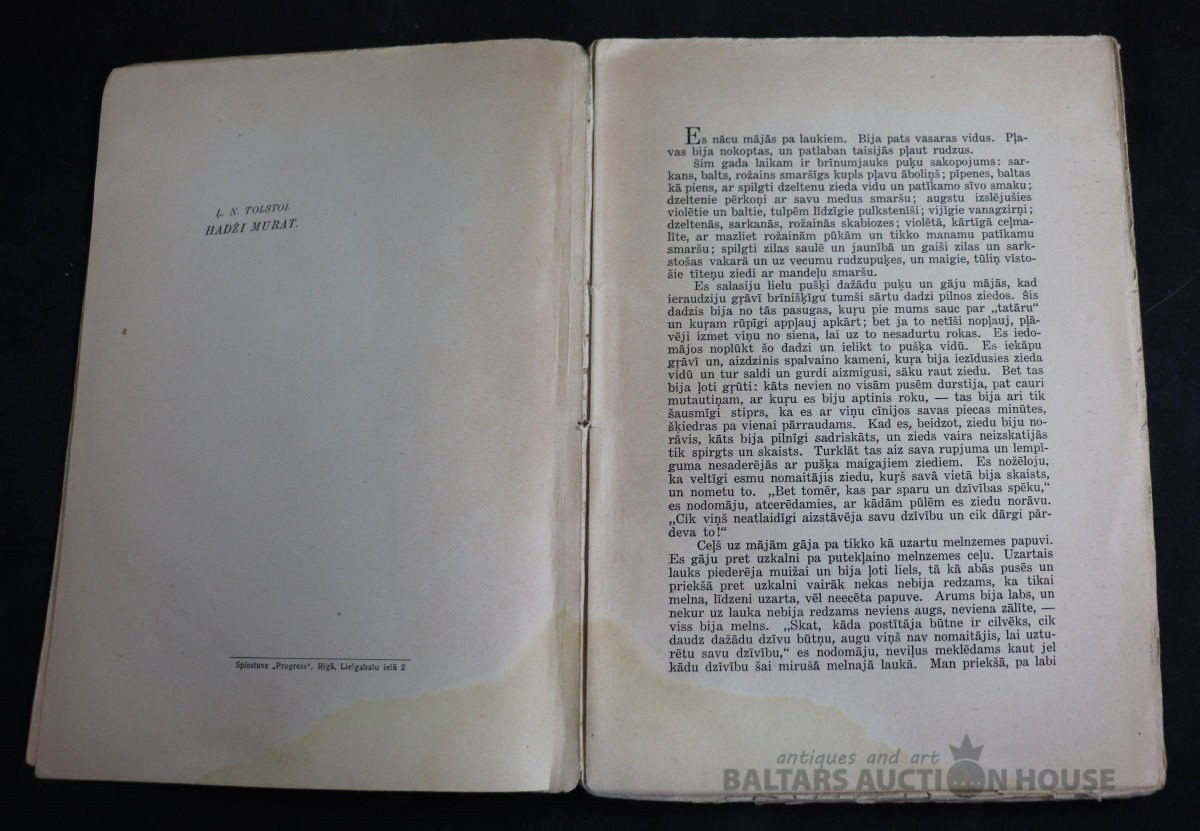 Ļ. N. TOLSTOI.
HADŽI MURAT.
Spiestuve „Progress“, Rīgā, Lielgabalu ielā 2
Es nācu mājās pa laukiem. Bija pats vasaras vidus. Pļa-
vas bija nokoptas, un patlaban taisijās pļaut rudzus.
Šim gada laikam ir brīnumjauks puķu sakopojums: sar-
kans, balts, rožains smaršīgs kupls pļavu āboliņš; pīpenes, baltas
kā piens, ar spilgti dzeltenu zieda vidu un patīkamo sīvo smaku;
dzeltenie pērkoņi ar savu medus smaršu; augstu izslējušies
violētie un baltie, tulpēm līdzīgie pulkstenīši; vijīgie vanagzirņi;
dzeltenās, sarkanās, rožainās skabiozes; violētā, kārtīgā ceļma-
līte, ar mazliet rožainām pūkām un tikko manamu patīkamu
smaršu; spilgti zilas saulē un jaunībā un gaiši zilas un sark-
stošas vakarā un uz vecumu rudzupuķes, un maigie, tūliņ vīsto-
šie tīteņu ziedi ar mandeļu smaršu.
Es salasiju lielu pušķi dažādu puķu un gāju mājās, kad
ieraudziju gŗāvī brīnišķīgu tumši sārtu dadzi pilnos ziedos. Šis
dadzis bija no tās pasugas, kuŗu pie mums sauc par „tatāru“
un kuŗam rūpīgi appļauj apkārt; bet ja to netīši nopļauj, pļā-
vēji izmet viņu no siena, lai uz to nesadurtu rokas. Es iedo-
mājos noplūkt šo dadzi un ielikt to pušķa vidū. Es iekāpu
gŗāvī un, aizdzinis spalvaino kameni, kuŗa bija iezīdusies zieda
vidū un tur saldi un gurdi aizmigusi, sāku raut ziedu. Bet tas
bija ļoti gŗūti: kāts nevien no visām pusēm durstija, pat cauri
mutautiņam, ar kuŗu es biju aptinis roku, — tas bija ari tik
šausmīgi stiprs, ka es ar viņu cīnijos savas piecas minūtes,
šķiedras pa vienai pārraudams. Kad es, beidzot, ziedu biju no-
rāvis, kāts bija pilnīgi sadriskāts, un zieds vairs neizskatijās
tik spirgts un skaists. Turklāt tas aiz sava rupjuma un lempī-
guma nesaderējās ar pušķa maigajiem ziediem. Es nožēloju,
ka veltīgi esmu nomaitājis ziedu, kuŗš savā vietā bija skaists,
un nometu to. „Bet tomēr, kas par sparu un dzīvības spēku,“
es nodomāju, atcerēdamies, ar kādām pūlēm es ziedu norāvu.
„Cik viņš neatlaidīgi aizstāvēja savu dzīvību un cik dārgi pār-
deva to!“
Ceļš uz mājām gāja pa tikko kā uzartu melnzemes papuvi.
Es gāju pret uzkalni pa putekļaino melnzemes ceļu. Uzartais
lauks piederēja muižai un bija ļoti liels, tā kā abās pusēs un
priekšā pret uzkalni vairāk nekas nebija redzams, ka tikai
melna, līdzeni uzarta, vēl neecēta papuve. Arums bija labs, un
nekur uz lauka nebija redzams neviens augs, neviena zālīte, —
viss bija melns. „Skat, kāda postītāja būtne ir cilvēks, cik
daudz dažādu dzīvu būtņu, augu viņš nav nomaitājis, lai uztu-
rētu savu dzīvību,“ es nodomāju, neviļus meklēdams kaut jel
kādu dzīvību šai mirušā melnajā laukā. Man priekšā, pa labi
antiques and art
BALTARS AUCTION HOUSE